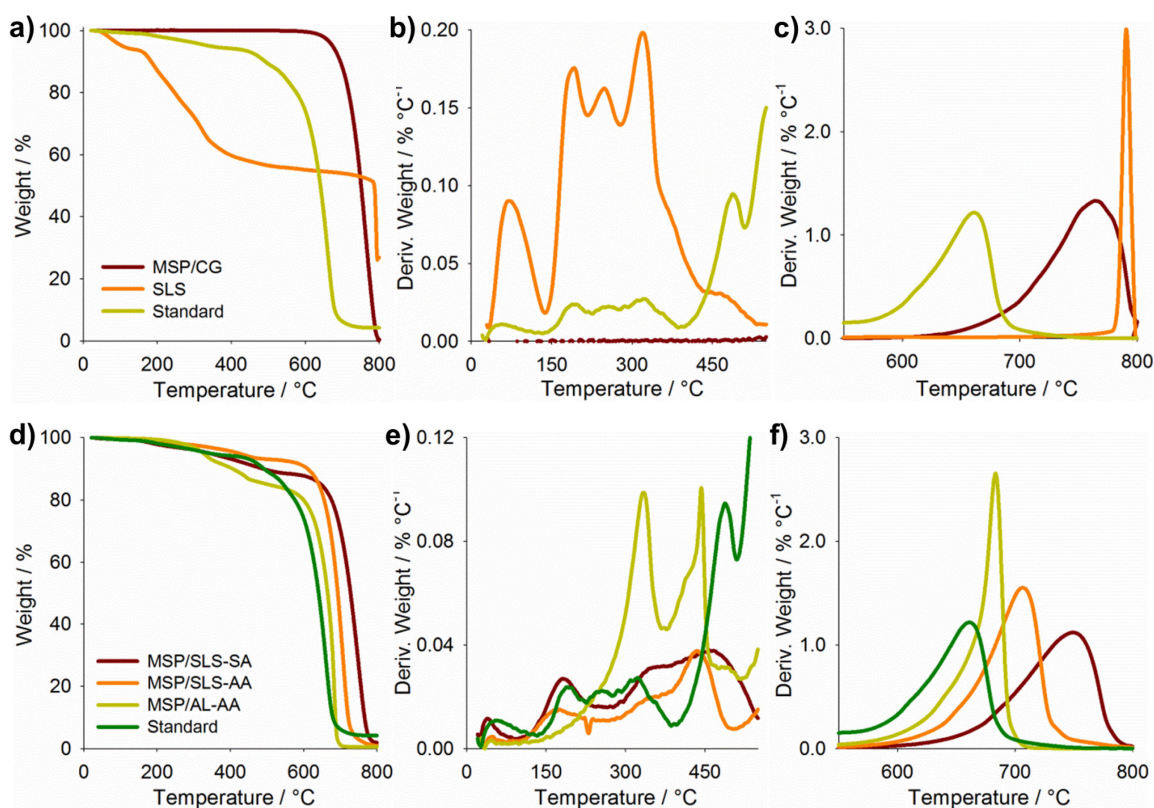 a)
Weight / %
100
80
60
40
20
0
MSP/CG
SLS
Standard
0 200 400 600 800
Temperature / °C
b)
Deriv. Weight / % °C⁻¹
0.20
0.15
0.10
0.05
0.00
0 150 300 450
Temperature / °C
c)
Deriv. Weight / % °C⁻¹
3.0
2.0
1.0
0.0
600 700 800
Temperature / °C
d)
Weight / %
100
80
60
40
20
0
MSP/SLS-SA
MSP/SLS-AA
MSP/AL-AA
Standard
0 200 400 600 800
Temperature / °C
e)
Deriv. Weight / % °C⁻¹
0.12
0.08
0.04
0.00
0 150 300 450
Temperature / °C
f)
Deriv. Weight / % °C⁻¹
3.0
2.0
1.0
0.0
600 700 800
Temperature / °C